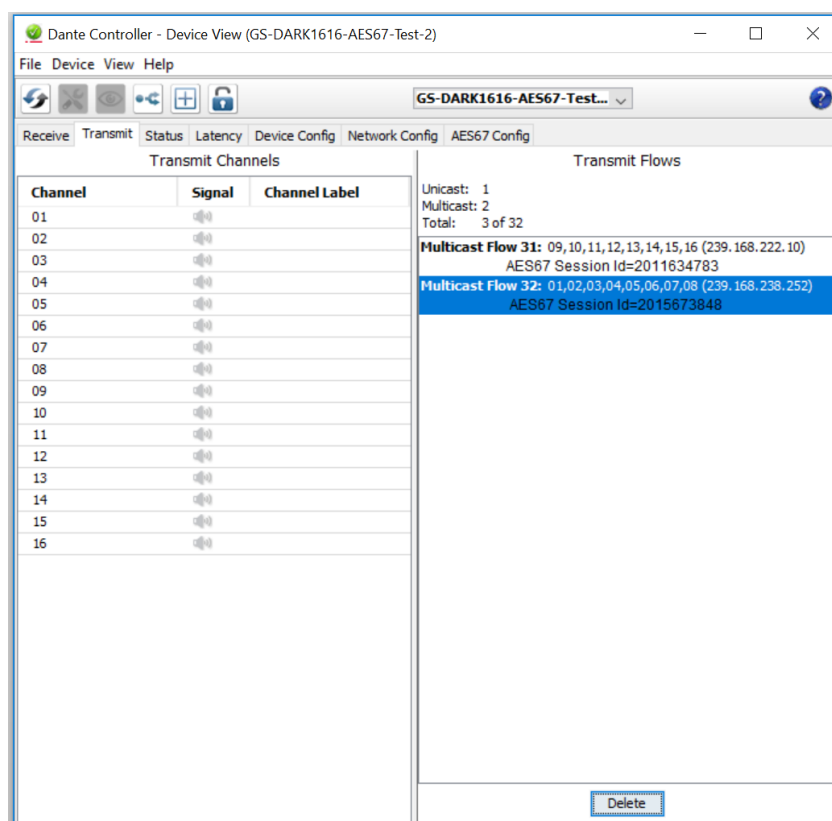 Dante Controller - Device View (GS-DARK1616-AES67-Test-2)
File Device View Help
GS-DARK1616-AES67-Test...
Receive Transmit Status Latency Device Config Network Config AES67 Config
Transmit Channels
Channel Signal Channel Label
01
02
03
04
05
06
07
08
09
10
11
12
13
14
15
16
Transmit Flows
Unicast: 1
Multicast: 2
Total: 3 of 32
Multicast Flow 31: 09,10,11,12,13,14,15,16 (239.168.222.10)
AES67 Session Id=2011634783
Multicast Flow 32: 01,02,03,04,05,06,07,08 (239.168.238.252)
AES67 Session Id=2015673848
Delete